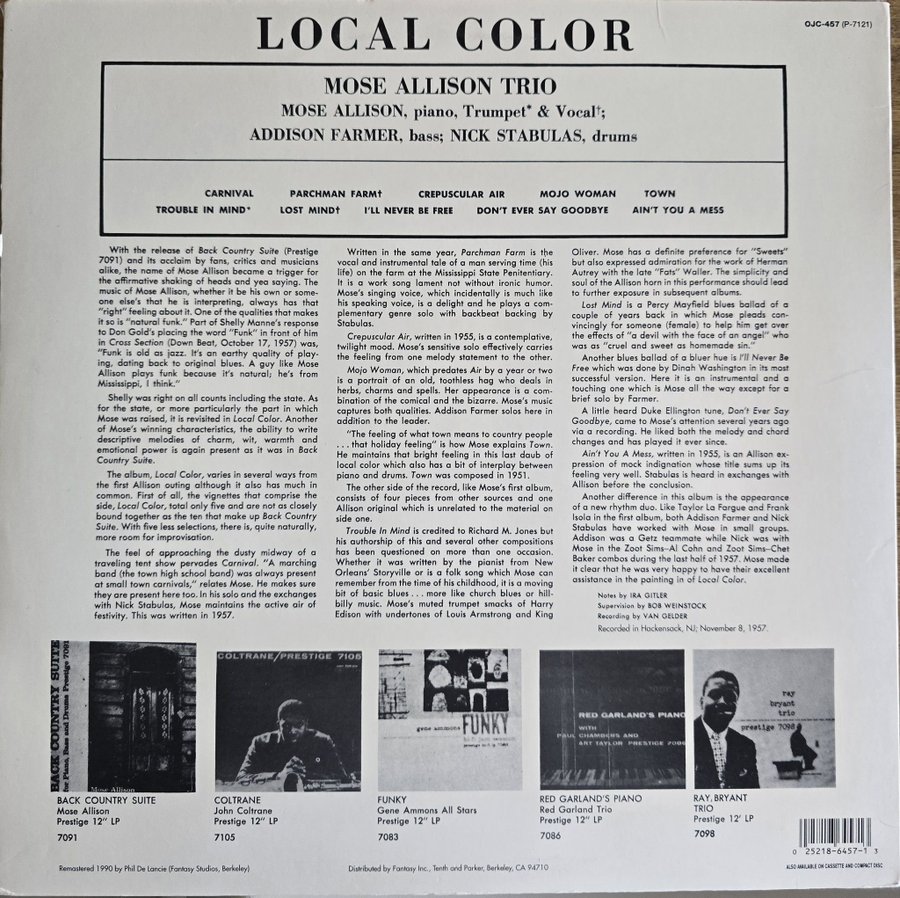 LOCAL COLOR
OJC-457 (P-7121)
MOSE ALLISON TRIO
MOSE ALLISON, piano, Trumpet* & Vocal†;
ADDISON FARMER, bass; NICK STABULAS, drums
CARNIVAL PARCHMAN FARM† CREPUSCULAR AIR MOJO WOMAN TOWN
TROUBLE IN MIND* LOST MIND† I'LL NEVER BE FREE DON'T EVER SAY GOODBYE AIN'T YOU A MESS
With the release of Back Country Suite (Prestige
7091) and its acclaim by fans, critics and musicians
alike, the name of Mose Allison became a trigger for
the affirmative shaking of heads and yea saying. The
music of Mose Allison, whether it be his own or some-
one else's that he is interpreting, always has that
"right" feeling about it. One of the qualities that makes
it so is "natural funk." Part of Shelly Manne's response
to Don Gold's placing the word "Funk" in front of him
in Cross Section (Down Beat, October 17, 1957) was,
"Funk is old as jazz. It's an earthy quality of play-
ing, dating back to original blues. A guy like Mose
Allison plays funk because it's natural; he's from
Mississippi, I think."
Shelly was right on all counts including the state. As
for the state, or more particularly the part in which
Mose was raised, it is revisited in Local Color. Another
of Mose's winning characteristics, the ability to write
descriptive melodies of charm, wit, warmth and
emotional power is again present as it was in Back
Country Suite.
The album, Local Color, varies in several ways from
the first Allison outing although it also has much in
common. First of all, the vignettes that comprise the
side, Local Color, total only five and are not as closely
bound together as the ten that make up Back Country
Suite. With five less selections, there is, quite naturally,
more room for improvisation.
The feel of approaching the dusty midway of a
traveling tent show pervades Carnival. "A marching
band (the town high school band) was always present
at small town carnivals," relates Mose. He makes sure
they are present here too. In his solo and the exchanges
with Nick Stabulas, Mose maintains the active air of
festivity. This was written in 1957.
Written in the same year, Parchman Farm is the
vocal and instrumental tale of a man serving time (his
life) on the farm at the Mississippi State Penitentiary.
It is a work song lament not without ironic humor.
Mose's singing voice, which incidentally is much like
his speaking voice, is a delight and he plays a com-
plementary genre solo with backbeat backing by
Stabulas.
Crepuscular Air, written in 1955, is a contemplative,
twilight mood. Mose's sensitive solo effectively carries
the feeling from one melody statement to the other.
Mojo Woman, which predates Air by a year or two
is a portrait of an old, toothless hag who deals in
herbs, charms and spells. Her appearance is a com-
bination of the comical and the bizarre. Mose's music
captures both qualities. Addison Farmer solos here in
addition to the leader.
"The feeling of what town means to country people
. . . that holiday feeling" is how Mose explains Town.
He maintains that bright feeling in this last daub of
local color which also has a bit of interplay between
piano and drums. Town was composed in 1951.
The other side of the record, like Mose's first album,
consists of four pieces from other sources and one
Allison original which is unrelated to the material on
side one.
Trouble In Mind is credited to Richard M. Jones but
his authorship of this and several other compositions
has been questioned on more than one occasion.
Whether it was written by the pianist from New
Orleans' Storyville or is a folk song which Mose can
remember from the time of his childhood, it is a moving
bit of basic blues . . . more like church blues or hill-
billy music. Mose's muted trumpet smacks of Harry
Edison with undertones of Louis Armstrong and King
Oliver. Mose has a definite preference for "Sweets"
but also expressed admiration for the work of Herman
Autrey with the late "Fats" Waller. The simplicity and
soul of the Allison horn in this performance should lead
to further exposure in subsequent albums.
Lost Mind is a Percy Mayfield blues ballad of a
couple of years back in which Mose pleads con-
vincingly for someone (female) to help him get over
the effects of "a devil with the face of an angel" who
was as "cruel and sweet as homemade sin."
Another blues ballad of a bluer hue is I'll Never Be
Free which was done by Dinah Washington in its most
successful version. Here it is an instrumental and a
touching one which is Mose all the way except for a
brief solo by Farmer.
A little heard Duke Ellington tune, Don't Ever Say
Goodbye, came to Mose's attention several years ago
via a recording. He liked both the melody and chord
changes and has played it ever since.
Ain't You A Mess, written in 1955, is an Allison ex-
pression of mock indignation whose title sums up its
feeling very well. Stabulas is heard in exchanges with
Allison before the conclusion.
Another difference in this album is the appearance
of a new rhythm duo. Like Taylor La Fargue and Frank
Isola in the first album, both Addison Farmer and Nick
Stabulas have worked with Mose in small groups.
Addison was a Getz teammate while Nick was with
Mose in the Zoot Sims–Al Cohn and Zoot Sims–Chet
Baker combos during the last half of 1957. Mose made
it clear that he was very happy to have their excellent
assistance in the painting in of Local Color.
Notes by IRA GITLER
Supervision by BOB WEINSTOCK
Recording by VAN GELDER
Recorded in Hackensack, NJ; November 8, 1957.
BACK COUNTRY SUITE
for Piano, Bass and Drums Prestige 7091
Mose Allison
COLTRANE/PRESTIGE 7105
gene ammons FUNKY
RED GARLAND'S PIANO
WITH
PAUL CHAMBERS AND
ART TAYLOR PRESTIGE 7086
ray
bryant
trio
prestige 7098
BACK COUNTRY SUITE
Mose Allison
Prestige 12" LP
7091
COLTRANE
John Coltrane
Prestige 12" LP
7105
FUNKY
Gene Ammons All Stars
Prestige 12" LP
7083
RED GARLAND'S PIANO
Red Garland Trio
Prestige 12" LP
7086
RAY BRYANT
TRIO
Prestige 12" LP
7098
0 25218-6457-1 3
ALSO AVAILABLE ON CASSETTE AND COMPACT DISC
Remastered 1990 by Phil De Lancie (Fantasy Studios, Berkeley)
Distributed by Fantasy Inc., Tenth and Parker, Berkeley, CA 94710